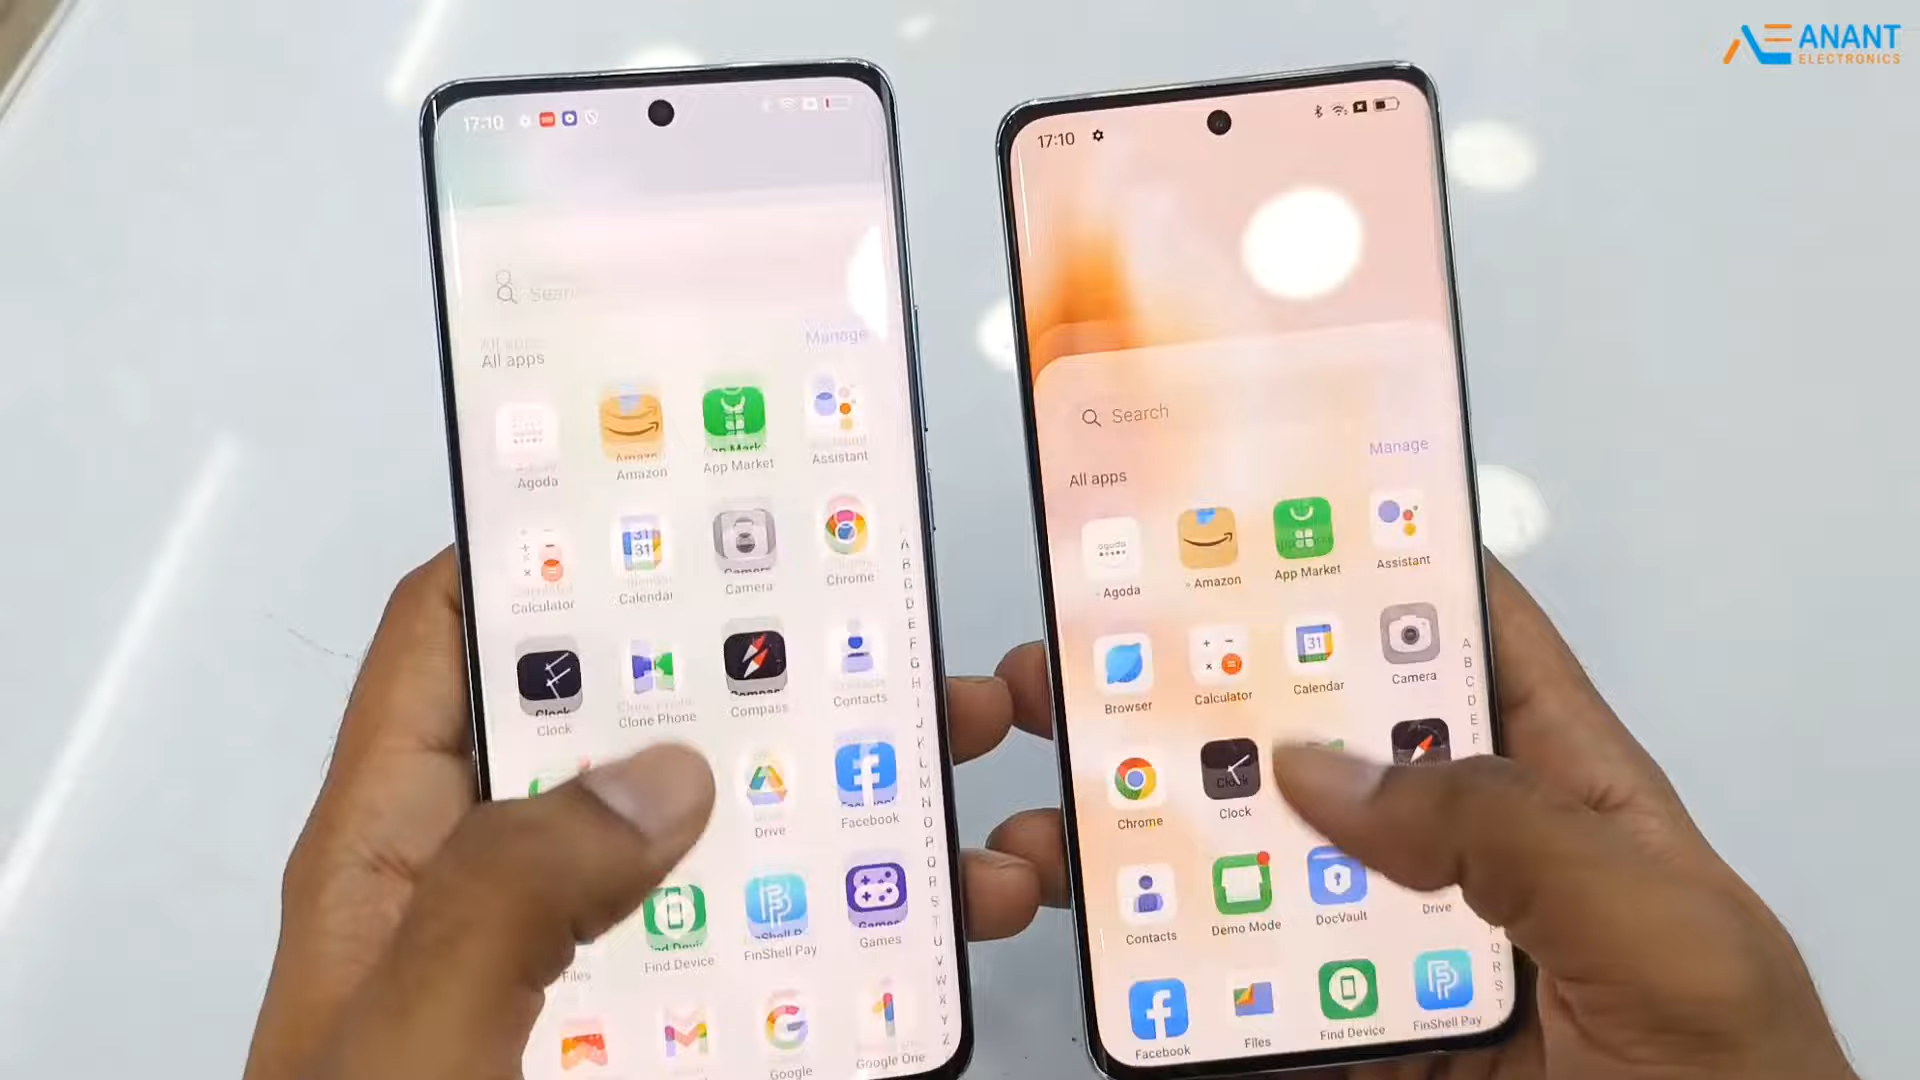 ANANT
ELECTRONICS
17:10
Search
Manage
All apps
Agoda
Amazon
App Market
Assistant
Calculator
Calendar
Camera
Chrome
Clock
Clone Phone
Compass
Contacts
Drive
Facebook
Files
Find Device
FinShell Pay
Games
Google
Google One
A
B
C
D
E
F
G
H
I
J
K
L
M
N
O
P
Q
R
S
T
U
V
W
X
Y
Z
17:10
Search
Manage
All apps
agoda
Agoda
Amazon
App Market
Assistant
Browser
Calculator
31
Calendar
Camera
Chrome
Clock
Contacts
Demo Mode
DocVault
Drive
Facebook
Files
Find Device
FinShell Pay
A
B
C
D
E
F
Q
R
S
T